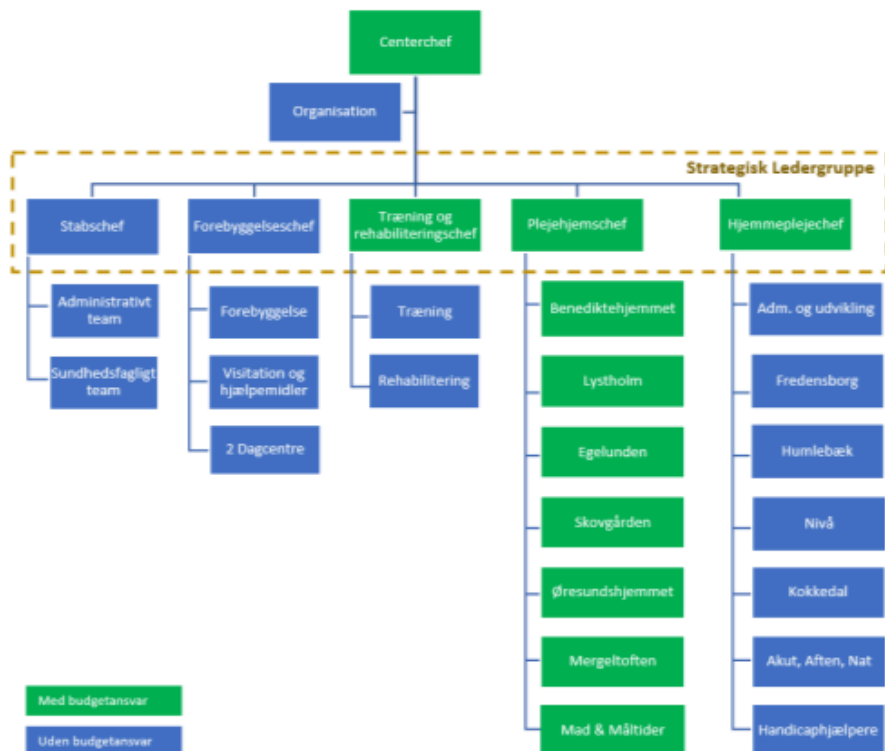 Centerchef
Organisation
Strategisk Ledergruppe
Stabschef
Forebyggelseschef
Træning og
rehabiliteringschef
Plejehjemschef
Hjemmeplejechef
Administrativt
team
Sundhedsfagligt
team
Forebyggelse
Visitation og
hjælpemidler
2 Dagcentre
Træning
Rehabilitering
Benediktehjemmet
Lystholm
Egelunden
Skovgården
Øresundshjemmet
Mergeltoften
Mad & Måltider
Adm. og udvikling
Fredensborg
Humlebæk
Nivå
Kokkedal
Akut, Aften, Nat
Handicaphjælpere
Med budgetansvar
Uden budgetansvar